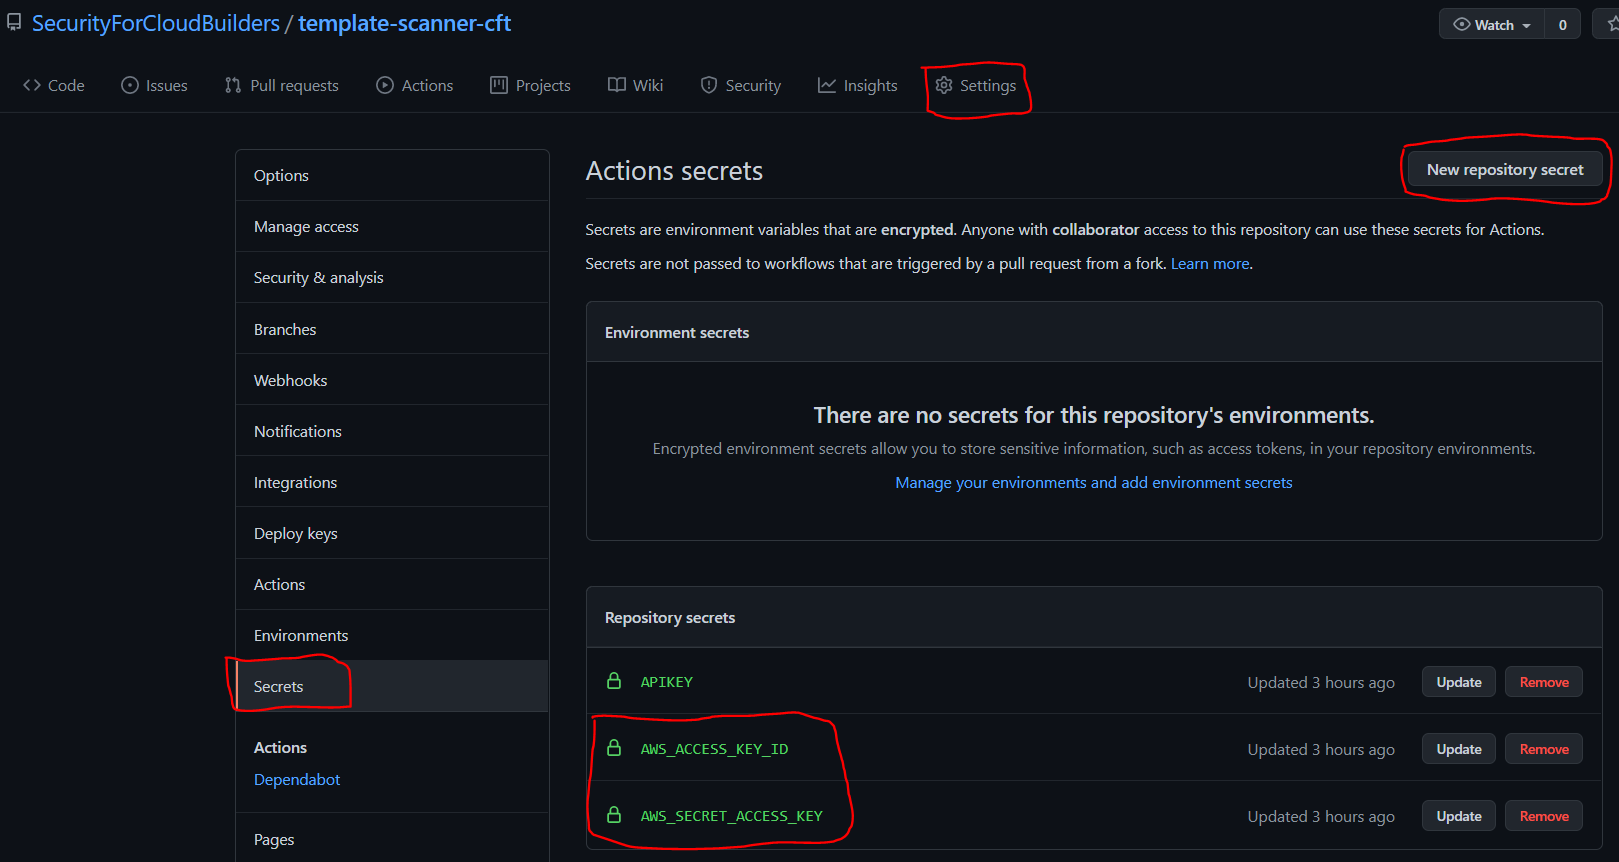 SecurityForCloudBuilders / template-scanner-cft
Watch 0
Code Issues Pull requests Actions Projects Wiki Security Insights Settings
Options
Manage access
Security & analysis
Branches
Webhooks
Notifications
Integrations
Deploy keys
Actions
Environments
Secrets
Actions
Dependabot
Pages
Actions secrets
New repository secret
Secrets are environment variables that are encrypted. Anyone with collaborator access to this repository can use these secrets for Actions.
Secrets are not passed to workflows that are triggered by a pull request from a fork. Learn more.
Environment secrets
There are no secrets for this repository's environments.
Encrypted environment secrets allow you to store sensitive information, such as access tokens, in your repository environments.
Manage your environments and add environment secrets
Repository secrets
APIKEY Updated 3 hours ago Update Remove
AWS_ACCESS_KEY_ID Updated 3 hours ago Update Remove
AWS_SECRET_ACCESS_KEY Updated 3 hours ago Update Remove